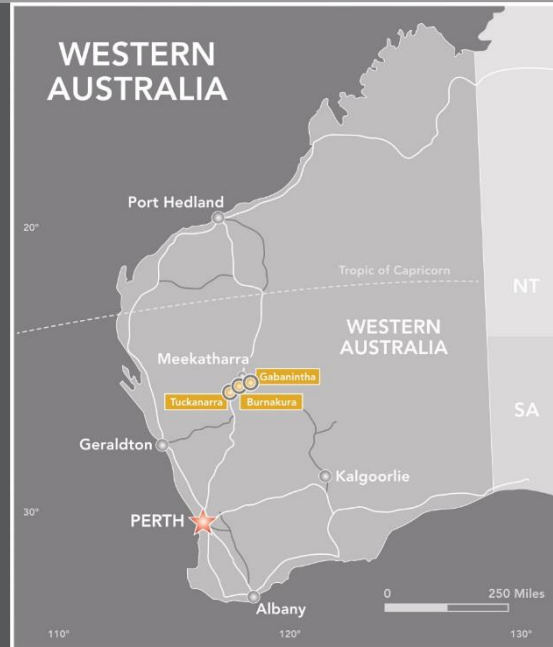 WESTERN
AUSTRALIA
Port Hedland
20°
Tropic of Capricorn
NT
WESTERN
AUSTRALIA
Meekatharra
Gabanintha
Tuckanarra
Burnakura
SA
Geraldton
Kalgoorlie
30°
PERTH
0 250 Miles
Albany
110° 120° 130°